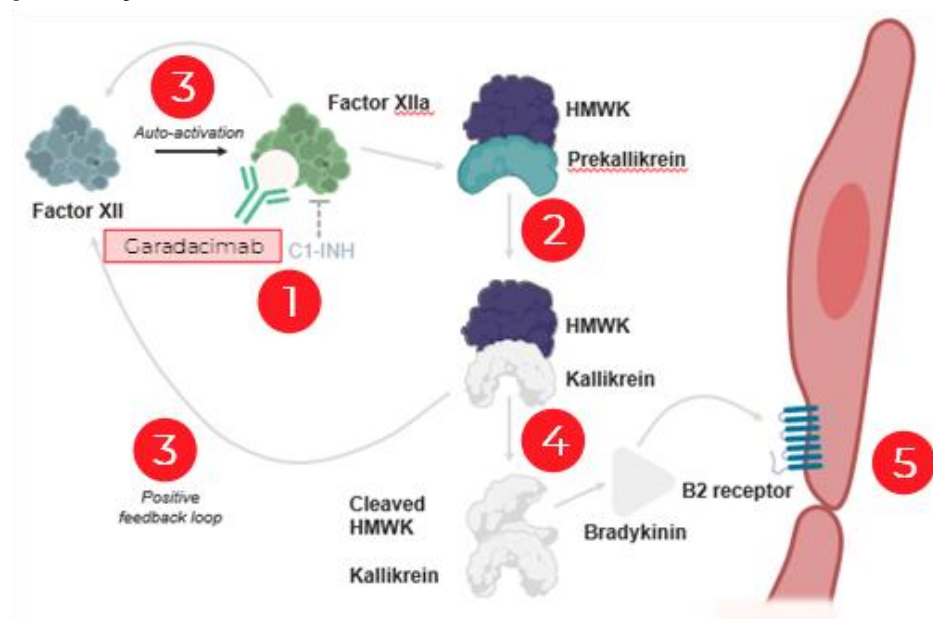 3
Auto-activation
Factor XII
Factor XIIa
Garadacimab
C1-INH
1
HMWK
Prekallikrein
2
HMWK
Kallikrein
3
Positive
feedback loop
4
Cleaved
HMWK
Kallikrein
Bradykinin
B2 receptor
5